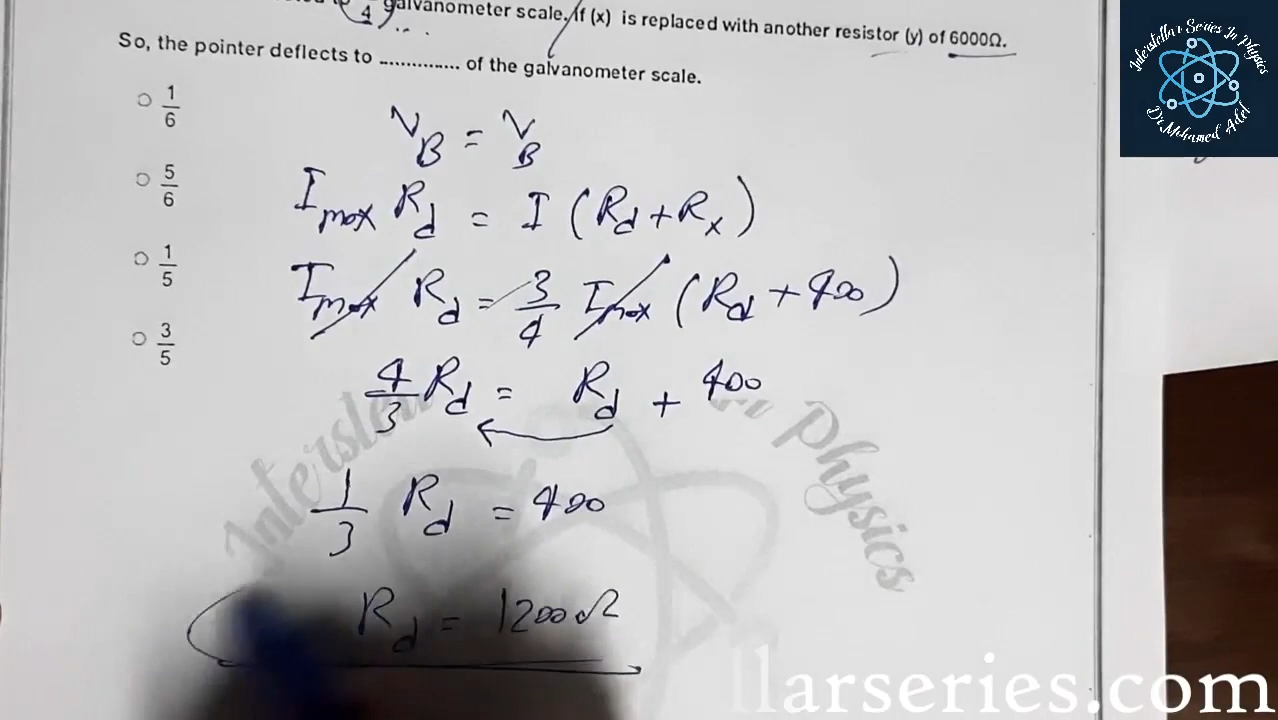 galvanometer scale. If (x) is replaced with another resistor (y) of 6000Ω.
So, the pointer deflects to .............. of the galvanometer scale.
1/6
5/6
1/5
3/5
V_B = V_B
I_max R_d = I (R_d + R_x)
I_max R_d = 3/4 I_max (R_d + 400)
4/3 R_d = R_d + 400
1/3 R_d = 400
R_d = 1200 Ω
Interstellar Series In Physics
Dr.Mohamed Adel
Physics
llarseries.com